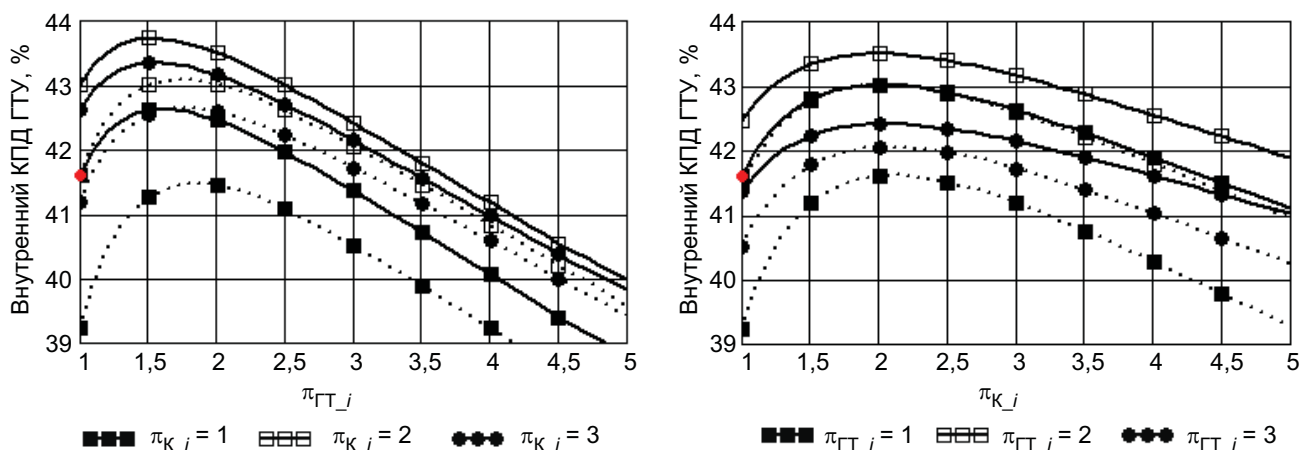 Внутренний КПД ГТУ, %
44
43
42
41
40
39
1 1,5 2 2,5 3 3,5 4 4,5 5
πГТ_i
πК_i = 1 πК_i = 2 πК_i = 3
Внутренний КПД ГТУ, %
44
43
42
41
40
39
1 1,5 2 2,5 3 3,5 4 4,5 5
πК_i
πГТ_i = 1 πГТ_i = 2 πГТ_i = 3